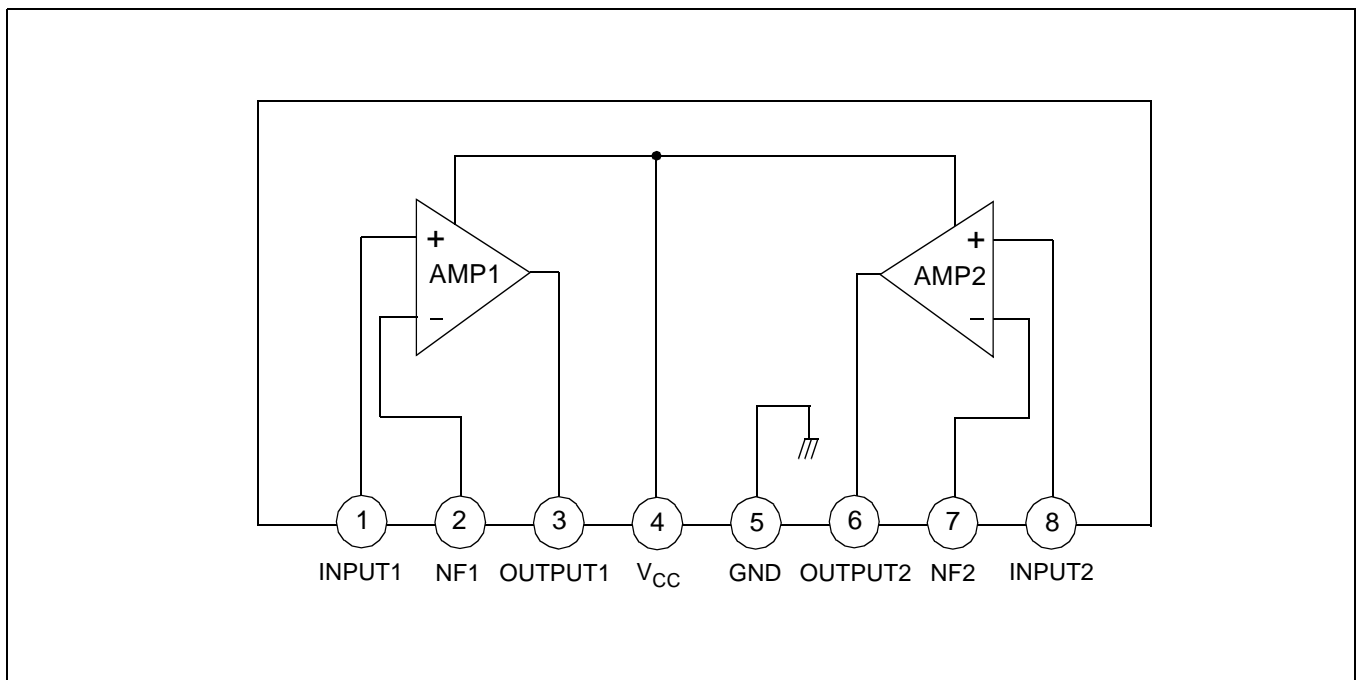 + +
AMP1 AMP2
− −
1 2 3 4 5 6 7 8
INPUT1 NF1 OUTPUT1 VCC GND OUTPUT2 NF2 INPUT2